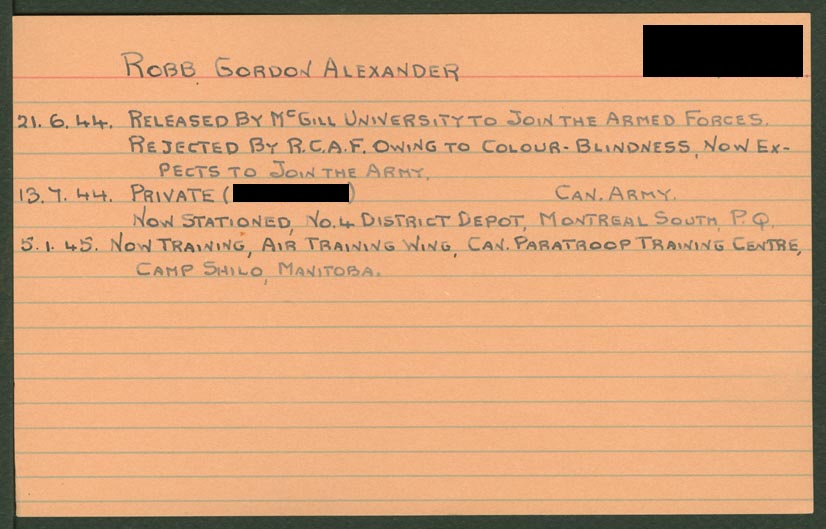 ROBB GORDON ALEXANDER
21.6.44. RELEASED BY McGILL UNIVERSITY TO JOIN THE ARMED FORCES.
REJECTED BY R.C.A.F. OWING TO COLOUR-BLINDNESS, NOW EX-
PECTS TO JOIN THE ARMY.
13.7.44. PRIVATE ( ) CAN. ARMY.
NOW STATIONED, NO.4 DISTRICT DEPOT, MONTREAL SOUTH, P.Q.
5.1.45. NOW TRAINING, AIR TRAINING WING, CAN. PARATROOP TRAINING CENTRE,
CAMP SHILO, MANITOBA.